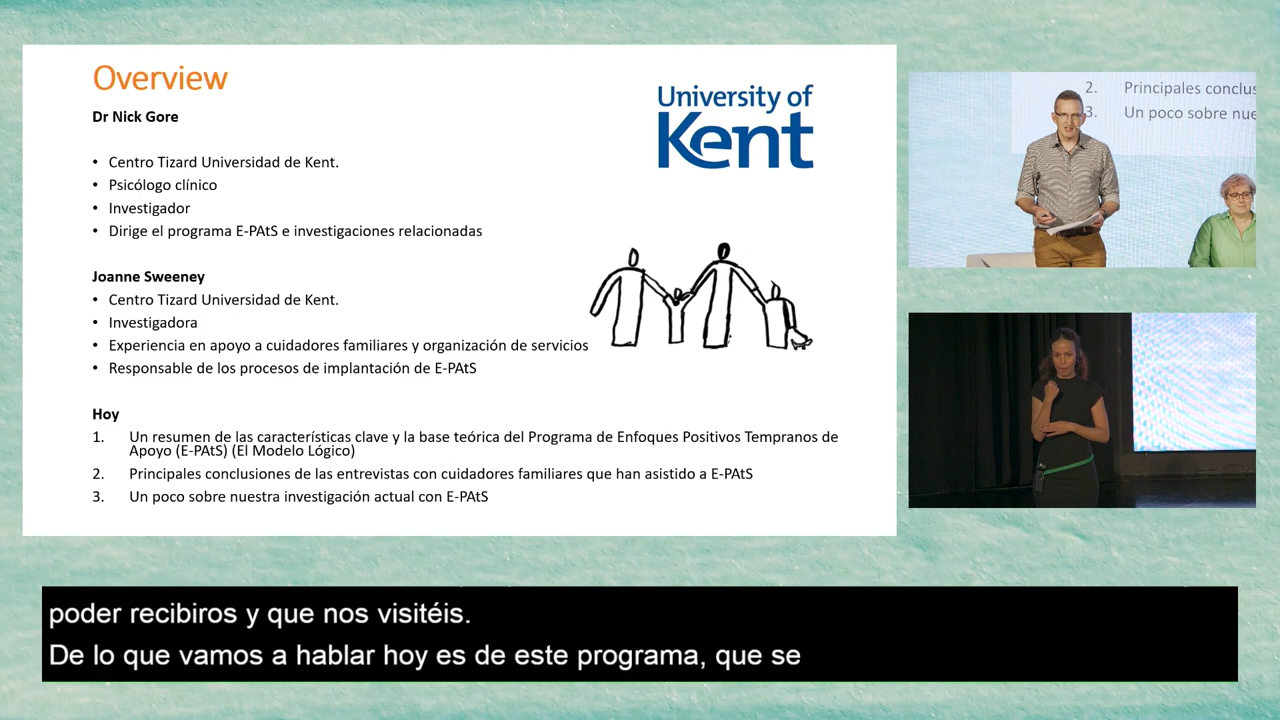 Overview
Dr Nick Gore
• Centro Tizard Universidad de Kent.
• Psicólogo clínico
• Investigador
• Dirige el programa E-PAtS e investigaciones relacionadas
Joanne Sweeney
• Centro Tizard Universidad de Kent.
• Investigadora
• Experiencia en apoyo a cuidadores familiares y organización de servicios
• Responsable de los procesos de implantación de E-PAtS
Hoy
1. Un resumen de las características clave y la base teórica del Programa de Enfoques Positivos Tempranos de
Apoyo (E-PAtS) (El Modelo Lógico)
2. Principales conclusiones de las entrevistas con cuidadores familiares que han asistido a E-PAtS
3. Un poco sobre nuestra investigación actual con E-PAtS
University of
Kent
2. Principales conclus
3. Un poco sobre nue
poder recibiros y que nos visitéis.
De lo que vamos a hablar hoy es de este programa, que se